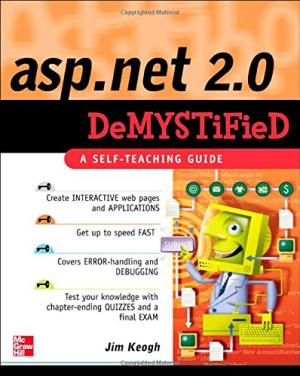 asp.net 2.0
DeMYSTiFieD
A SELF-TEACHING GUIDE
Create INTERACTIVE web pages
and APPLICATIONS
Get up to speed FAST
Covers ERROR-handling and
DEBUGGING
Test your knowledge with
chapter-ending QUIZZES and a
final EXAM
SUBMIT
Mc
Graw
Hill
Jim Keogh